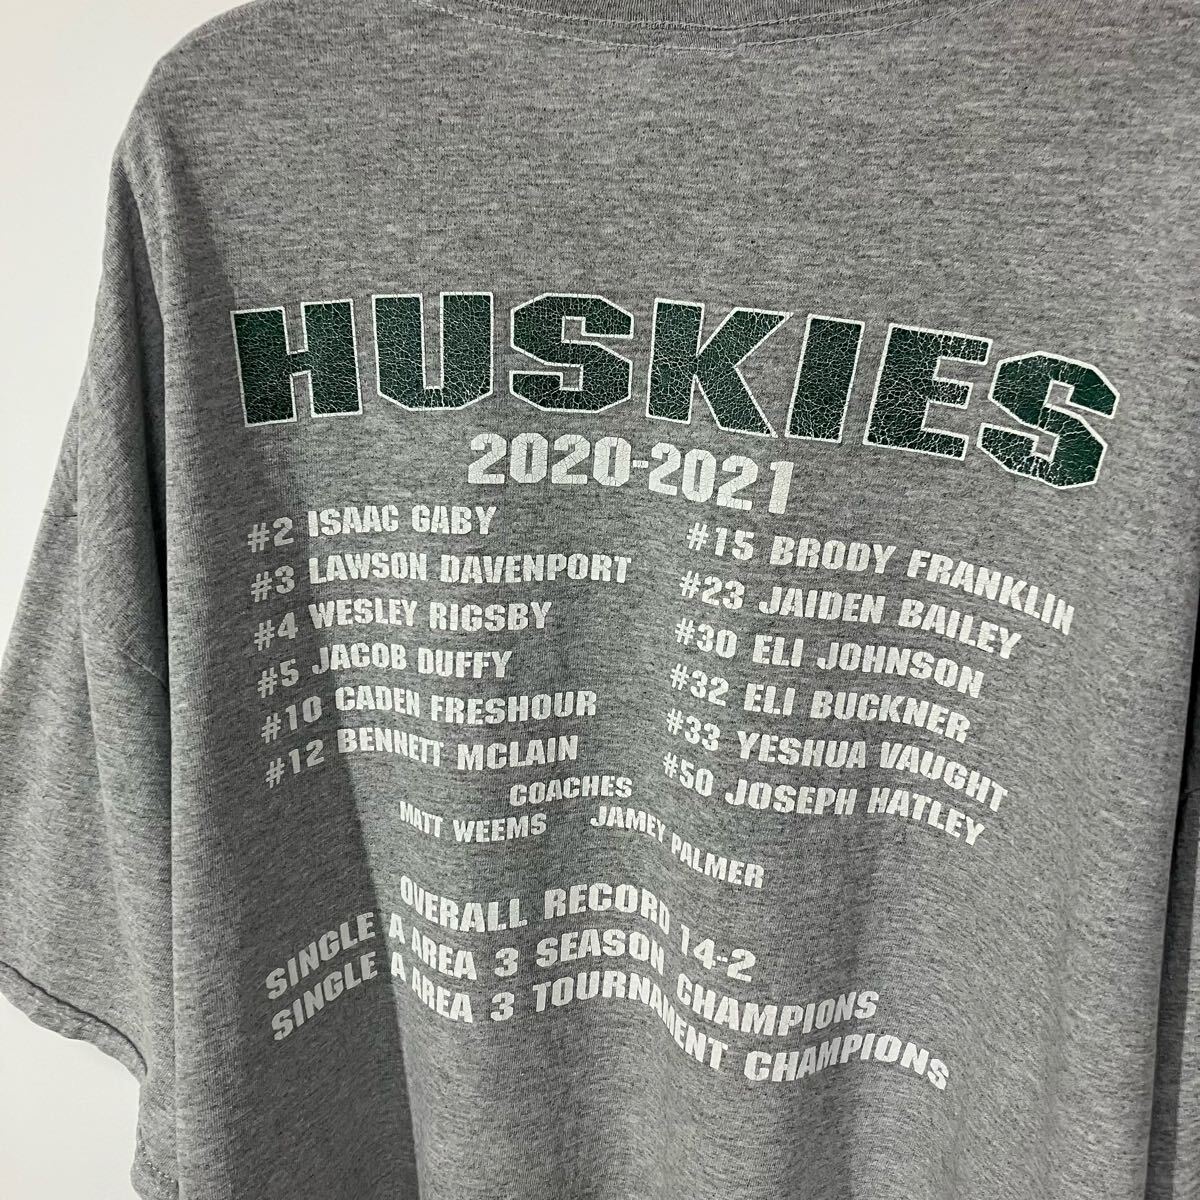 HUSKIES
2020-2021
#2 ISAAC GABY
#3 LAWSON DAVENPORT
#4 WESLEY RIGSBY
#5 JACOB DUFFY
#10 CADEN FRESHOUR
#12 BENNETT MCLAIN
#15 BRODY FRANKLIN
#23 JAIDEN BAILEY
#30 ELI JOHNSON
#32 ELI BUCKNER
#33 YESHUA VAUGHT
#50 JOSEPH HATLEY
COACHES
MATT WEEMS JAMEY PALMER
OVERALL RECORD 14-2
SINGLE A AREA 3 SEASON CHAMPIONS
SINGLE A AREA 3 TOURNAMENT CHAMPIONS